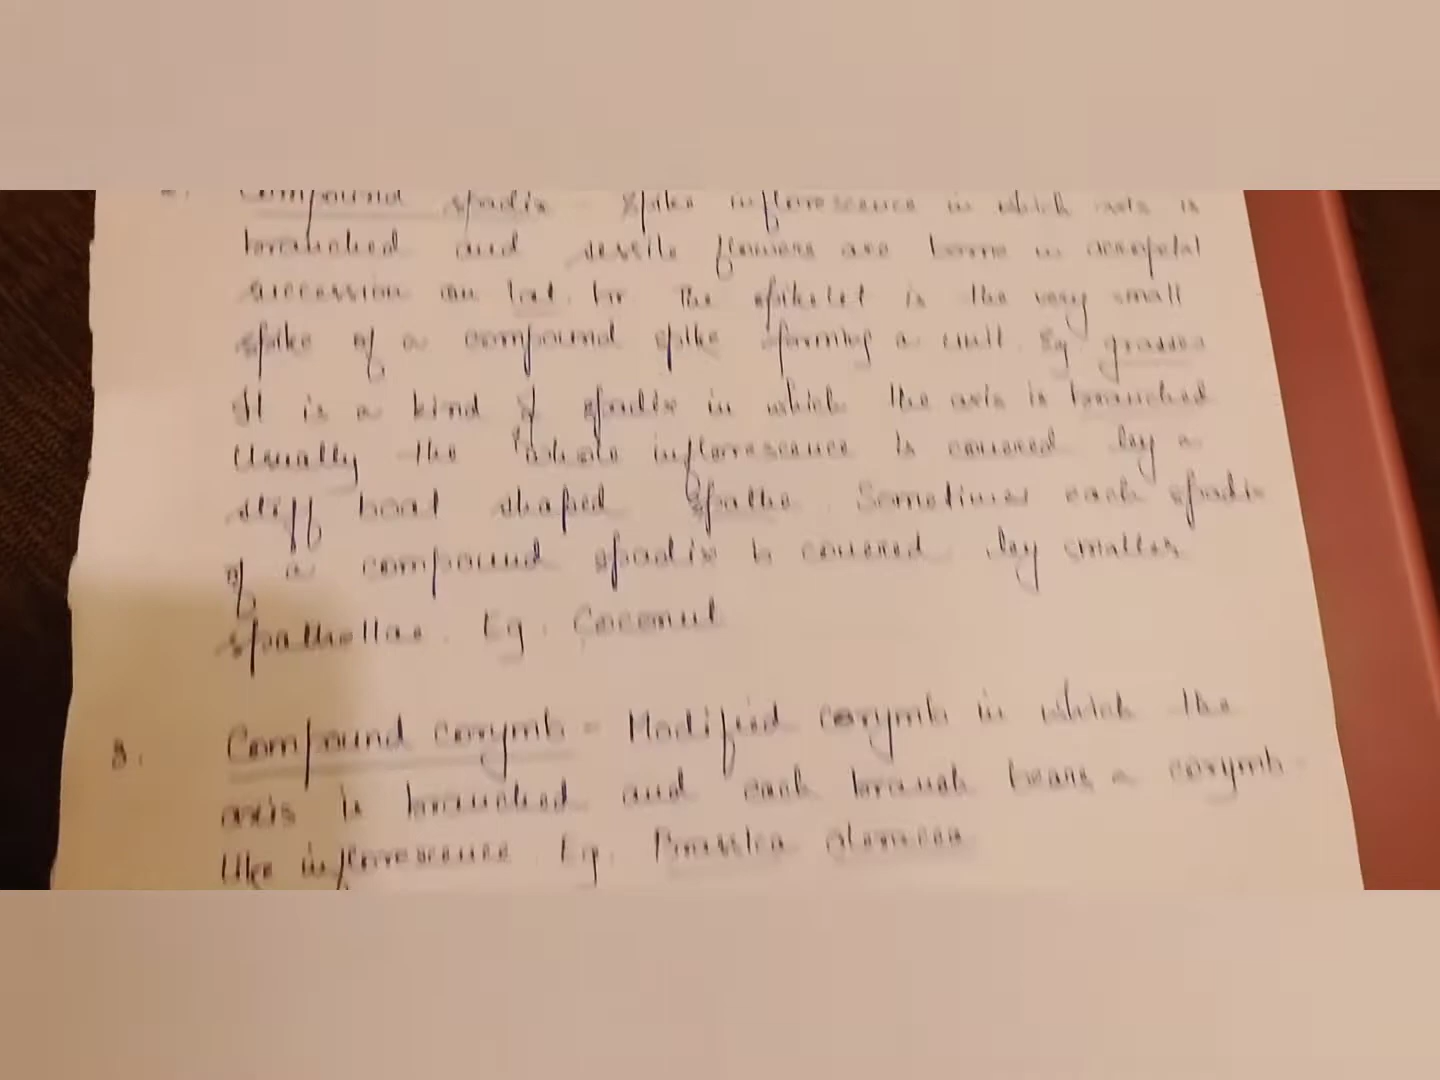 2. Compound spadix - Spike inflorescence in which axis is
branched and sessile flowers are borne in acropetal
succession on lat. br The spikelet is the very small
spike of a compound spike forming a unit. Eg grasses
It is a kind of spadix in which the axis is branched
Usually the whole inflorescence is covered by a
stiff boat shaped spathe. Sometimes each spadix
of a compound spadix is covered by smaller
spathellae. Eg. Coconut
3. Compound corymb - Modified corymb in which the
axis is branched and each branch bears a corymb
like inflorescence. Eg.